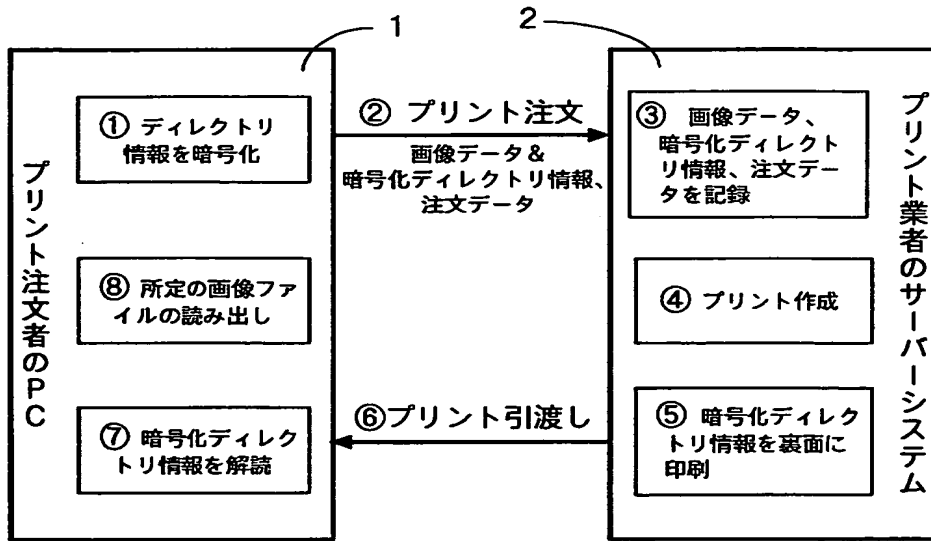 1
2
プリント注文者のPC
① ディレクトリ
情報を暗号化
② プリント注文
画像データ&
暗号化ディレクトリ情報、
注文データ
③ 画像データ、
暗号化ディレクト
リ情報、注文デー
タを記録
④ プリント作成
⑤ 暗号化ディレク
トリ情報を裏面に
印刷
⑥プリント引渡し
⑦ 暗号化ディレク
トリ情報を解読
⑧ 所定の画像ファ
イルの読み出し
プリント業者のサーバーシステム